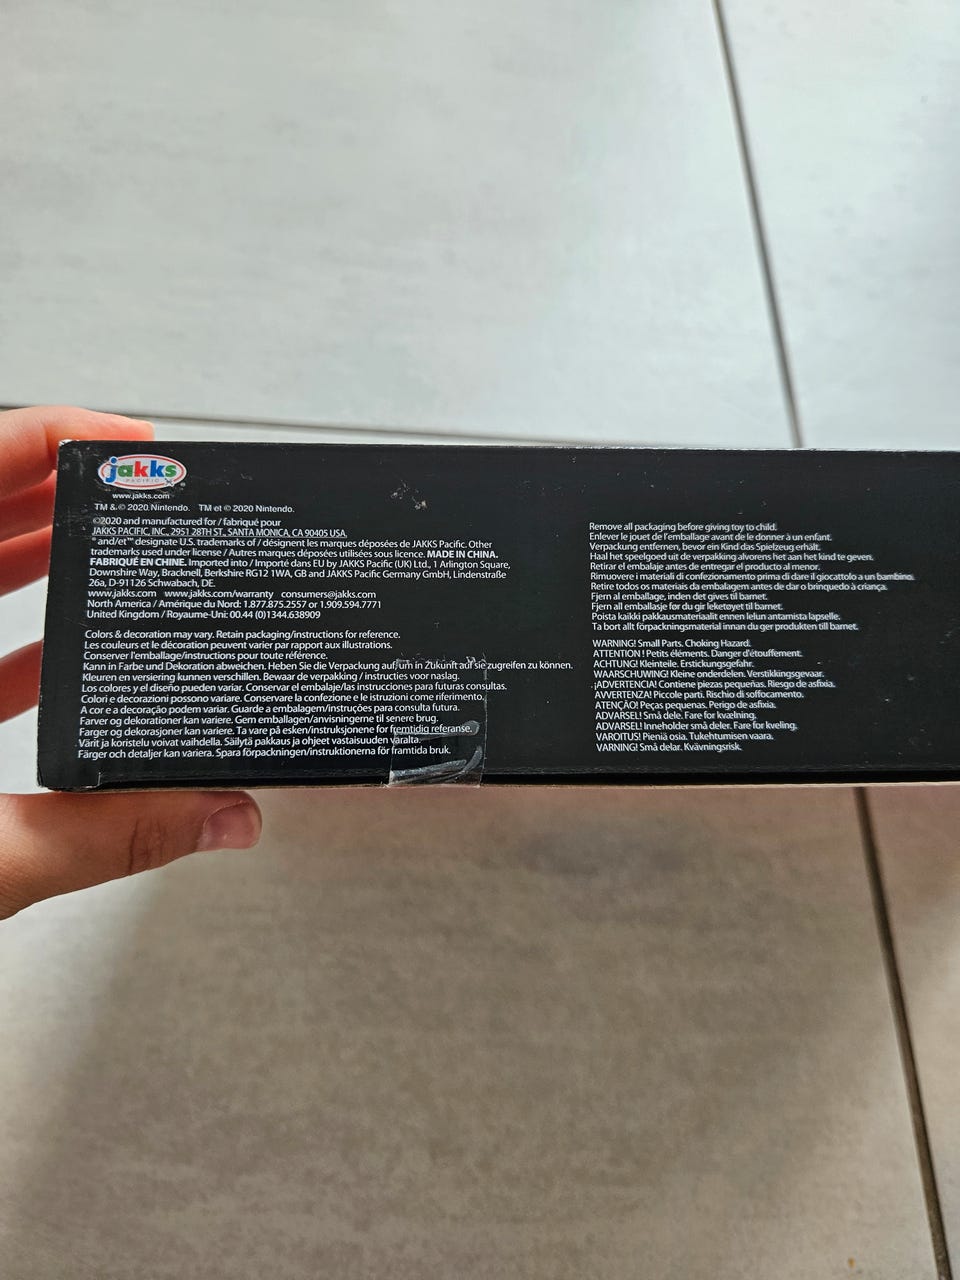 jakks
PACIFIC
www.jakks.com
TM & © 2020 Nintendo. TM et © 2020 Nintendo.
©2020 and manufactured for / fabriqué pour
JAKKS PACIFIC, INC., 2951 28TH ST., SANTA MONICA, CA 90405 USA.
® and/et™ designate U.S. trademarks of / désignent les marques déposées de JAKKS Pacific. Other
trademarks used under license / Autres marques déposées utilisées sous licence. MADE IN CHINA.
FABRIQUÉ EN CHINE. Imported into / Importé dans EU by JAKKS Pacific (UK) Ltd., 1 Arlington Square,
Downshire Way, Bracknell, Berkshire RG12 1WA, GB and JAKKS Pacific Germany GmbH, Lindenstraße
26a, D-91126 Schwabach, DE.
www.jakks.com www.jakks.com/warranty consumers@jakks.com
North America / Amérique du Nord: 1.877.875.2557 or 1.909.594.7771
United Kingdom / Royaume-Uni: 00.44 (0)1344.638909
Colors & decoration may vary. Retain packaging/instructions for reference.
Les couleurs et le décoration peuvent varier par rapport aux illustrations.
Conserver l'emballage/instructions pour toute référence.
Kann in Farbe und Dekoration abweichen. Heben Sie die Verpackung auf, um in Zukunft auf sie zugreifen zu können.
Kleuren en versiering kunnen verschillen. Bewaar de verpakking / instructies voor naslag.
Los colores y el diseño pueden variar. Conservar el embalaje/las instrucciones para futuras consultas.
Colori e decorazioni possono variare. Conservare la confezione e le istruzioni come riferimento.
A cor e a decoração podem variar. Guarde a embalagem/instruções para consulta futura.
Farver og dekorationer kan variere. Gem emballagen/anvisningerne til senere brug.
Farger og dekorasjoner kan variere. Ta vare på esken/instruksjonene for fremtidig referanse.
Värit ja koristelu voivat vaihdella. Säilytä pakkaus ja ohjeet vastaisuuden varalta.
Färger och detaljer kan variera. Spara förpackningen/instruktionerna för framtida bruk.
Remove all packaging before giving toy to child.
Enlever le jouet de l'emballage avant de le donner à un enfant.
Verpackung entfernen, bevor ein Kind das Spielzeug erhält.
Haal het speelgoed uit de verpakking alvorens het aan het kind te geven.
Retirar el embalaje antes de entregar el producto al menor.
Rimuovere i materiali di confezionamento prima di dare il giocattolo a un bambino.
Retire todos os materiais da embalagem antes de dar o brinquedo à criança.
Fjern al emballage, inden det gives til barnet.
Fjern all emballasje før du gir leketøyet til barnet.
Poista kaikki pakkausmateriaalit ennen lelun antamista lapselle.
Ta bort allt förpackningsmaterial innan du ger produkten till barnet.
WARNING! Small Parts. Choking Hazard.
ATTENTION ! Petits éléments. Danger d'étouffement.
ACHTUNG! Kleinteile. Erstickungsgefahr.
WAARSCHUWING! Kleine onderdelen. Verstikkingsgevaar.
¡ADVERTENCIA! Contiene piezas pequeñas. Riesgo de asfixia.
AVVERTENZA! Piccole parti. Rischio di soffocamento.
ATENÇÃO! Peças pequenas. Perigo de asfixia.
ADVARSEL! Små dele. Fare for kvælning.
ADVARSEL! Inneholder små deler. Fare for kveling.
VAROITUS! Pieniä osia. Tukehtumisen vaara.
VARNING! Små delar. Kvävningsrisk.